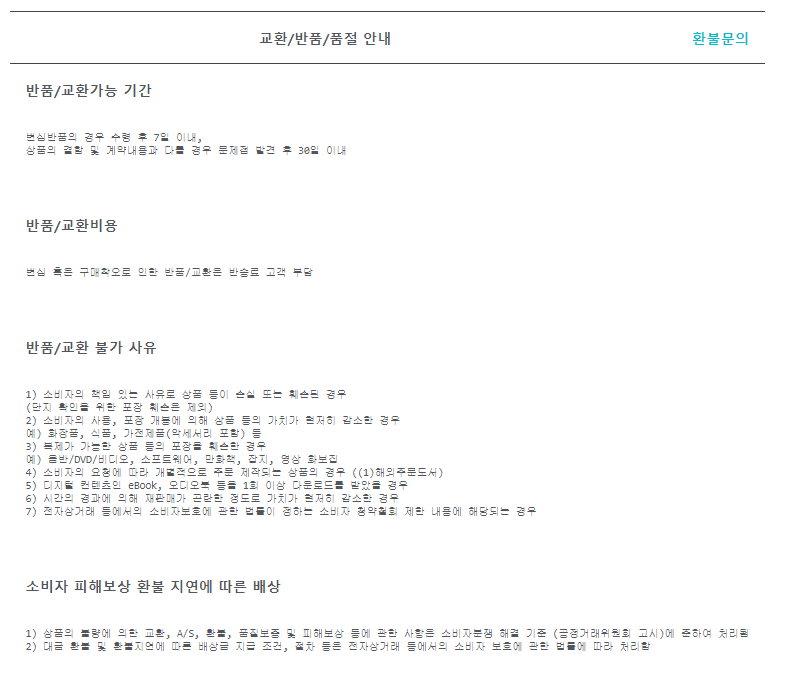 교환/반품/품절 안내
환불문의
반품/교환가능 기간
변심반품의 경우 수령 후 7일 이내,
상품의 결함 및 계약내용과 다를 경우 문제점 발견 후 30일 이내
반품/교환비용
변심 혹은 구매착오로 인한 반품/교환은 반송료 고객 부담
반품/교환 불가 사유
1) 소비자의 책임 있는 사유로 상품 등이 손실 또는 훼손된 경우
(단지 확인을 위한 포장 훼손은 제외)
2) 소비자의 사용, 포장 개봉에 의해 상품 등의 가치가 현저히 감소한 경우
예) 화장품, 식품, 가전제품(악세서리 포함) 등
3) 복제가 가능한 상품 등의 포장을 훼손한 경우
예) 음반/DVD/비디오, 소프트웨어, 만화책, 잡지, 영상 화보집
4) 소비자의 요청에 따라 개별적으로 주문 제작되는 상품의 경우 ((1)해외주문도서)
5) 디지털 컨텐츠인 eBook, 오디오북 등을 1회 이상 다운로드를 받았을 경우
6) 시간의 경과에 의해 재판매가 곤란한 정도로 가치가 현저히 감소한 경우
7) 전자상거래 등에서의 소비자보호에 관한 법률이 정하는 소비자 청약철회 제한 내용에 해당되는 경우
소비자 피해보상 환불 지연에 따른 배상
1) 상품의 불량에 의한 교환, A/S, 환불, 품질보증 및 피해보상 등에 관한 사항은 소비자분쟁 해결 기준 (공정거래위원회 고시)에 준하여 처리됨
2) 대금 환불 및 환불지연에 따른 배상금 지급 조건, 절차 등은 전자상거래 등에서의 소비자 보호에 관한 법률에 따라 처리함